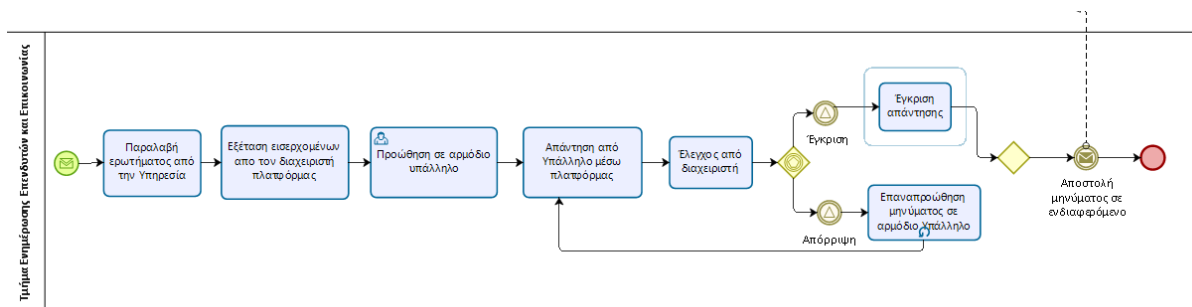 Τμήμα Ενημέρωσης Επενδυτών και Επικοινωνίας
Παραλαβή
ερωτήματος από
την Υπηρεσία
Εξέταση εισερχομένων
απο τον διαχειριστή
πλατφόρμας
Προώθηση σε αρμόδιο
υπάλληλο
Απάντηση από
Υπάλληλο μέσω
πλατφόρμας
Έλεγχος από
διαχειριστή
Έγκριση
Έγκριση
απάντησης
Απόρριψη
Επαναπροώθηση
μηνύματος σε
αρμόδιο Υπάλληλο
Αποστολή
μηνύματος σε
ενδιαφερόμενο